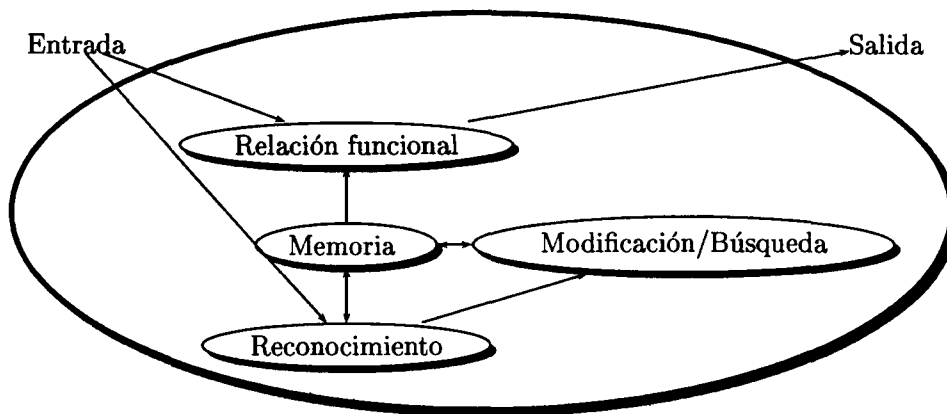 Entrada
Salida
Relación funcional
Memoria
Modificación/Búsqueda
Reconocimiento